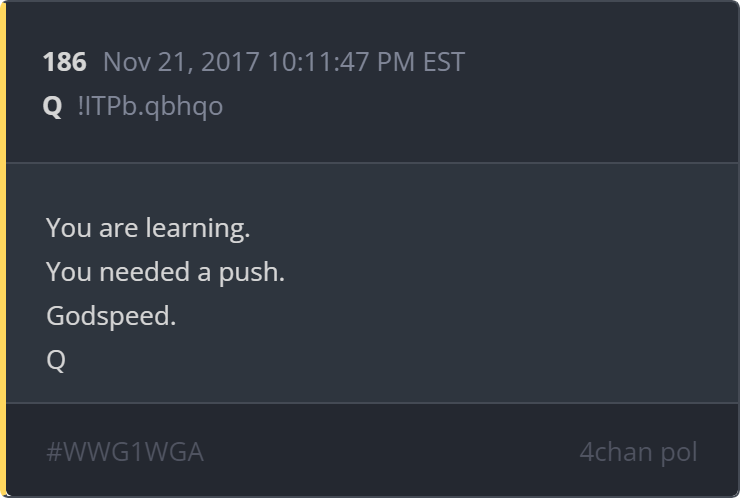 186 Nov 21, 2017 10:11:47 PM EST
Q !ITPb.qbhqo
You are learning.
You needed a push.
Godspeed.
Q
#WWG1WGA 4chan pol